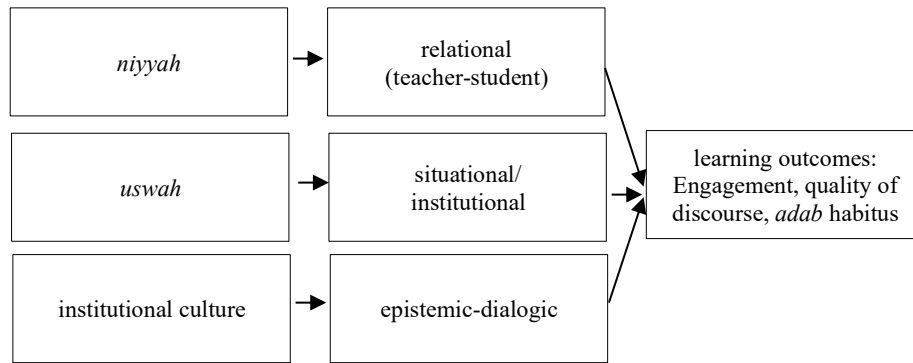 niyyah
relational
(teacher-student)
uswah
situational/
institutional
learning outcomes:
Engagement, quality of
discourse, adab habitus
institutional culture
epistemic-dialogic